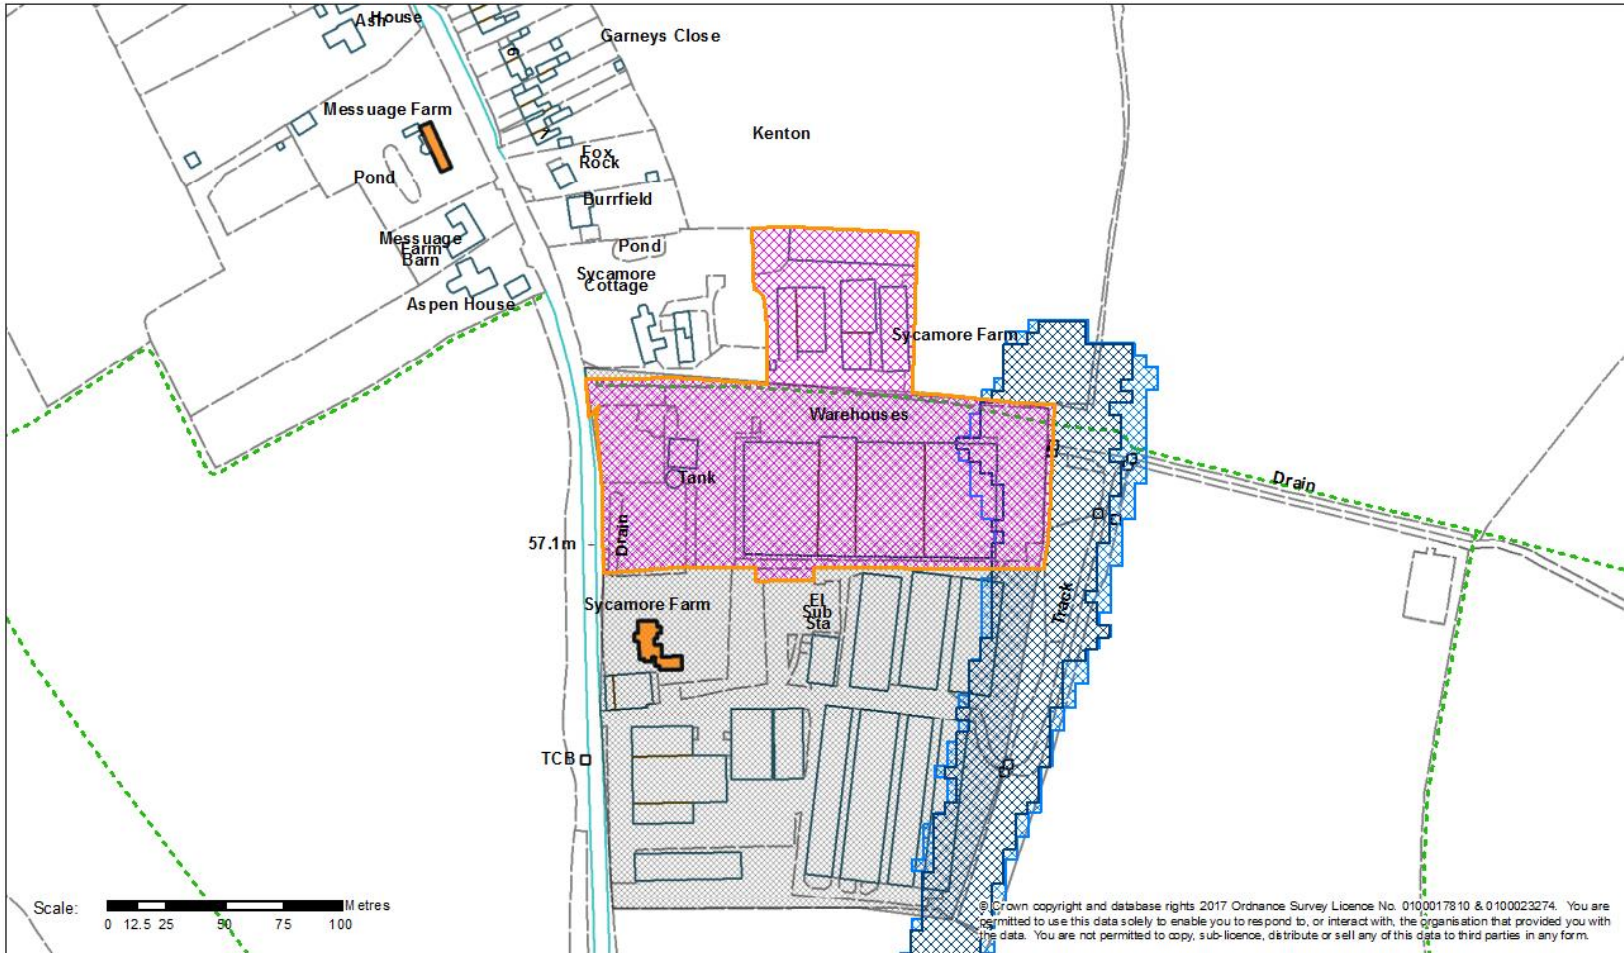 House
Ash
Garneys Close
6
Messuage Farm
7
Kenton
Fox
Rock
Pond
Burrfield
Messuage
Farm
Barn
Pond
Sycamore
Cottage
Aspen House
Sycamore Farm
Warehouses
Tank
Drain
Drain
57.1m
Sycamore Farm
El
Sub
Sta
Track
TCB
Scale:
Metres
0 12.5 25 50 75 100
© Crown copyright and database rights 2017 Ordnance Survey Licence No. 0100017810 & 0100023274. You are
permitted to use this data solely to enable you to respond to, or interact with, the organisation that provided you with
the data. You are not permitted to copy, sub-licence, distribute or sell any of this data to third parties in any form.